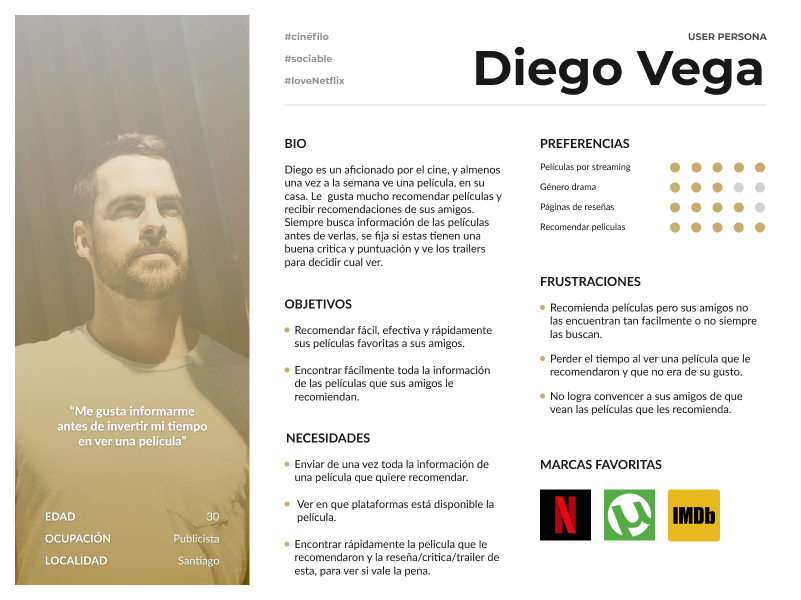 #cinéfilo
#sociable
#loveNetflix
USER PERSONA
Diego Vega
“Me gusta informarme
antes de invertir mi tiempo
en ver una película”
EDAD 30
OCUPACIÓN Publicista
LOCALIDAD Santiago
BIO
Diego es un aficionado por el cine, y almenos
una vez a la semana ve una película, en su
casa. Le  gusta mucho recomendar películas y
recibir recomendaciones de sus amigos.
Siempre busca información de las películas
antes de verlas, se fija si estas tienen una
buena critica y puntuación y ve los trailers
para decidir cual ver.
OBJETIVOS
Recomendar fácil, efectiva y rápidamente
sus películas favoritas a sus amigos.
Encontrar fácilmente toda la información
de las películas que sus amigos le
recomiendan.
NECESIDADES
Enviar de una vez toda la información de
una película que quiere recomendar.
Ver en que plataformas está disponible la
película.
Encontrar rápidamente la pelicula que le
recomendaron y la reseña/critica/trailer de
esta, para ver si vale la pena.
PREFERENCIAS
Películas por streaming
Género drama
Páginas de reseñas
Recomendar peliculas
FRUSTRACIONES
Recomienda películas pero sus amigos no
las encuentran tan facilmente o no siempre
las buscan.
Perder el tiempo al ver una película que le
recomendaron y que no era de su gusto.
No logra convencer a sus amigos de que
vean las películas que les recomienda.
MARCAS FAVORITAS
N
µ
IMDb